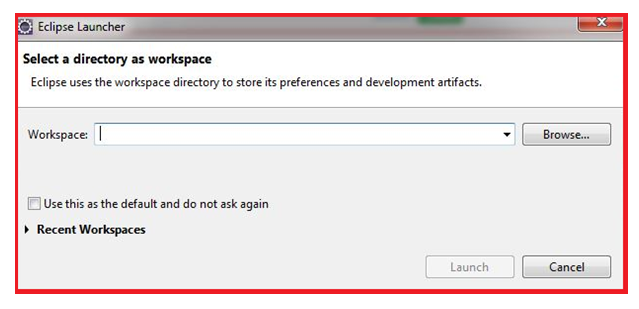 Eclipse Launcher
Select a directory as workspace
Eclipse uses the workspace directory to store its preferences and development artifacts.
Workspace: Browse...
Use this as the default and do not ask again
Recent Workspaces
Launch Cancel